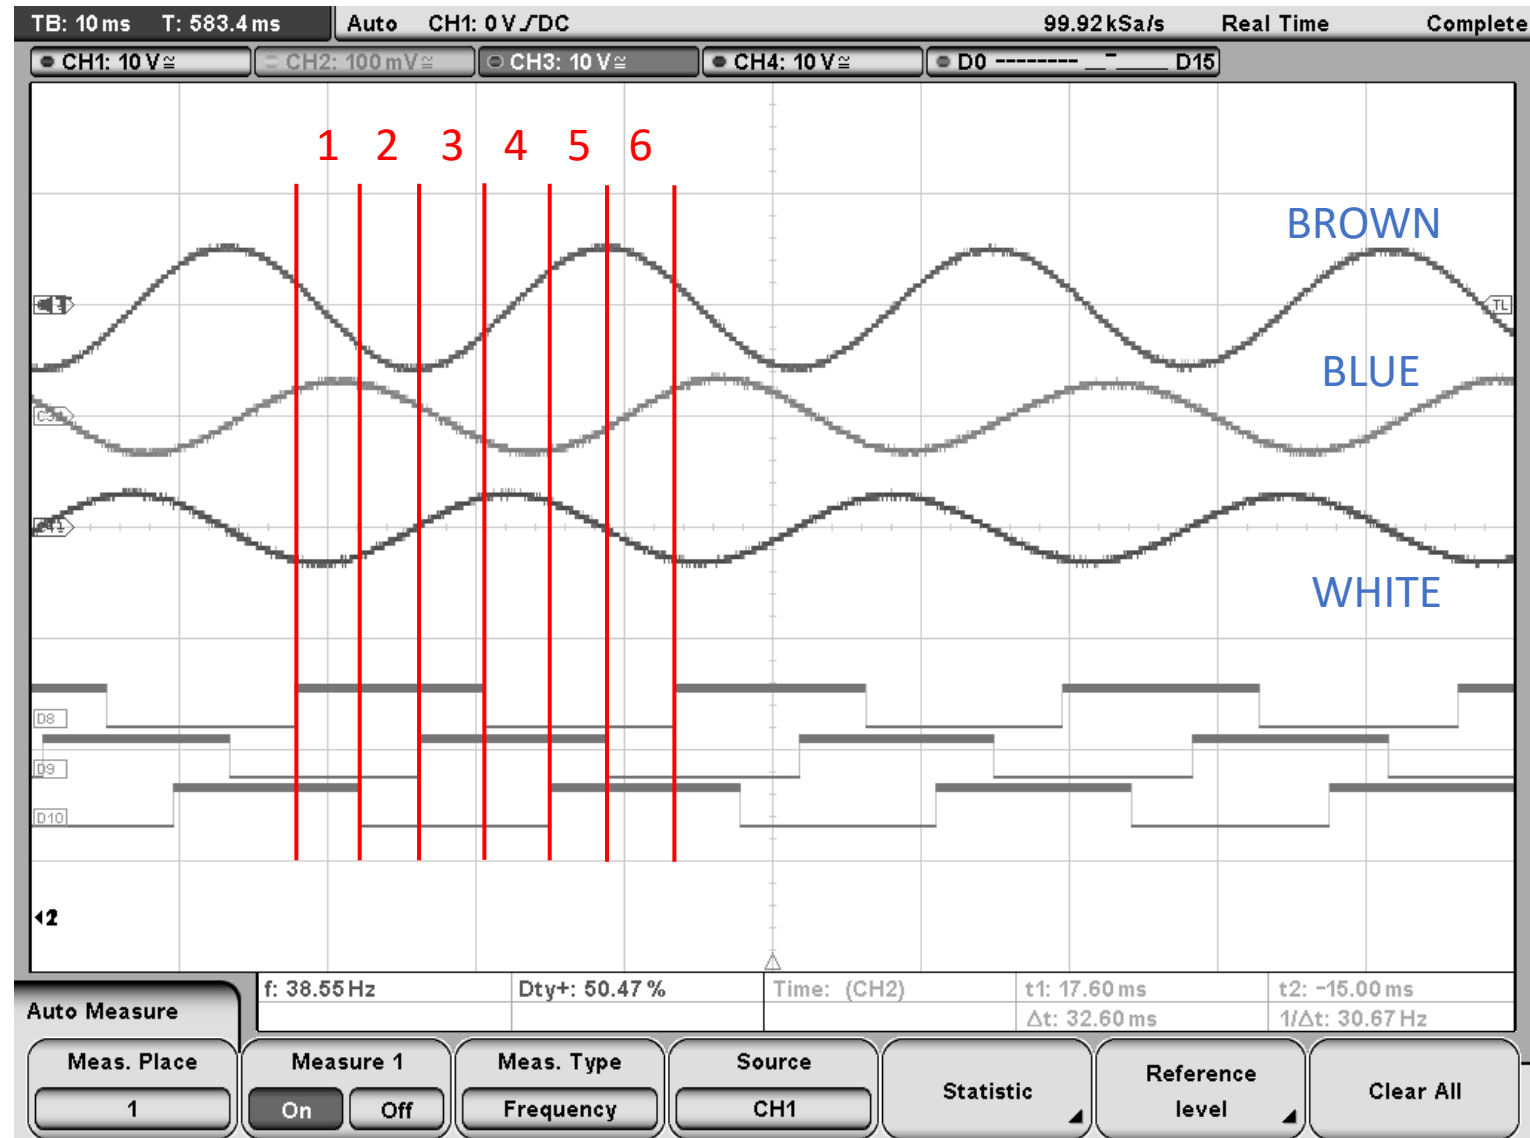 TB: 10 ms T: 583.4 ms Auto CH1: 0 V DC 99.92 kSa/s Real Time Complete
CH1: 10 V CH2: 100 mV CH3: 10 V CH4: 10 V D0 D15
1 2 3 4 5 6
BROWN
TL
BLUE
WHITE
D8
D9
D10
2
f: 38.55 Hz Dty+: 50.47 % Time: (CH2) t1: 17.60 ms t2: -15.00 ms
Auto Measure
Δt: 32.60 ms 1/Δt: 30.67 Hz
Meas. Place Measure 1 Meas. Type Source Statistic Reference level Clear All
1 On Off Frequency CH1